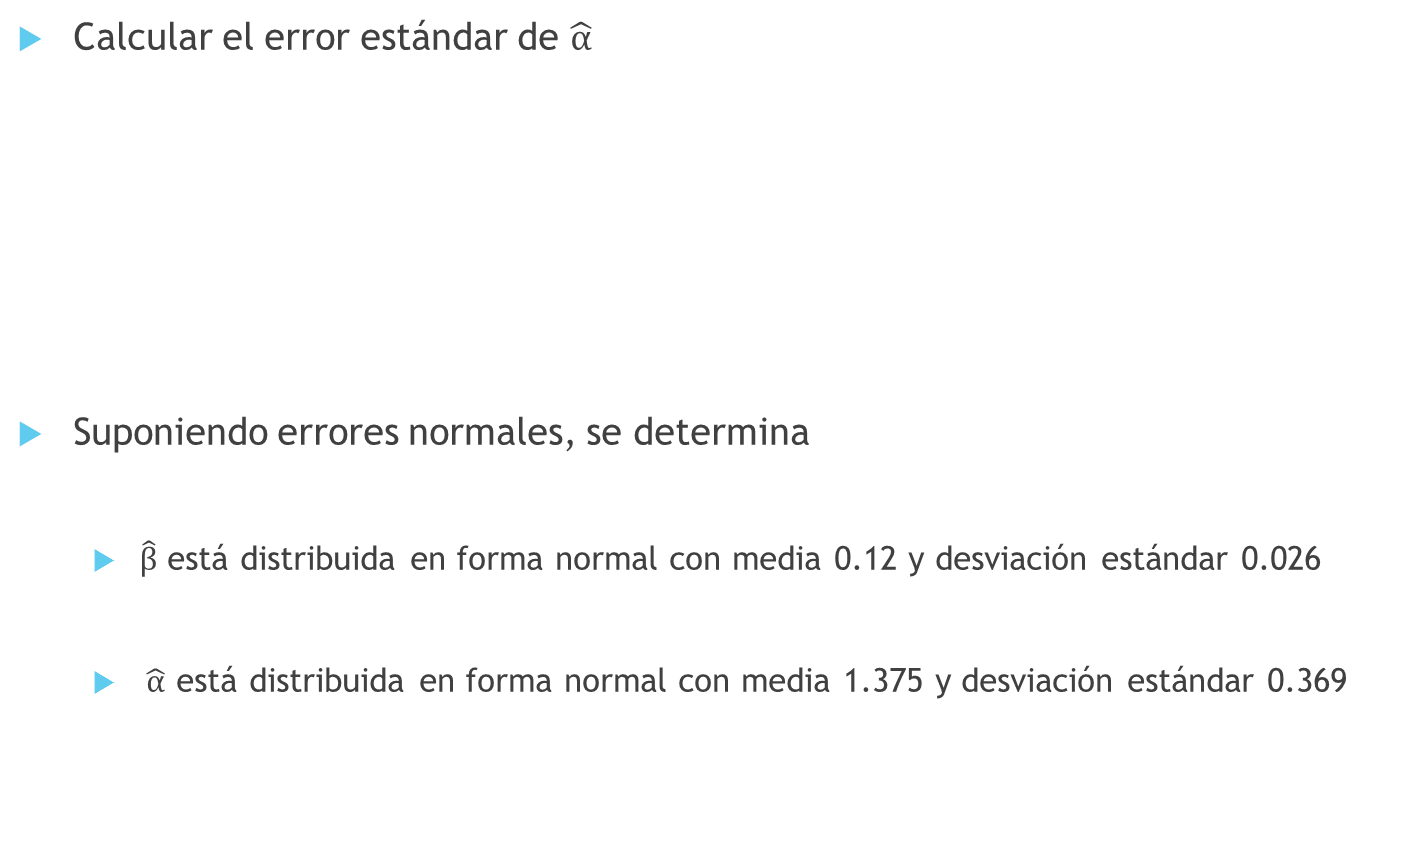 Calcular el error estándar de α̂
Suponiendo errores normales, se determina
β̂ está distribuida en forma normal con media 0.12 y desviación estándar 0.026
α̂ está distribuida en forma normal con media 1.375 y desviación estándar 0.369